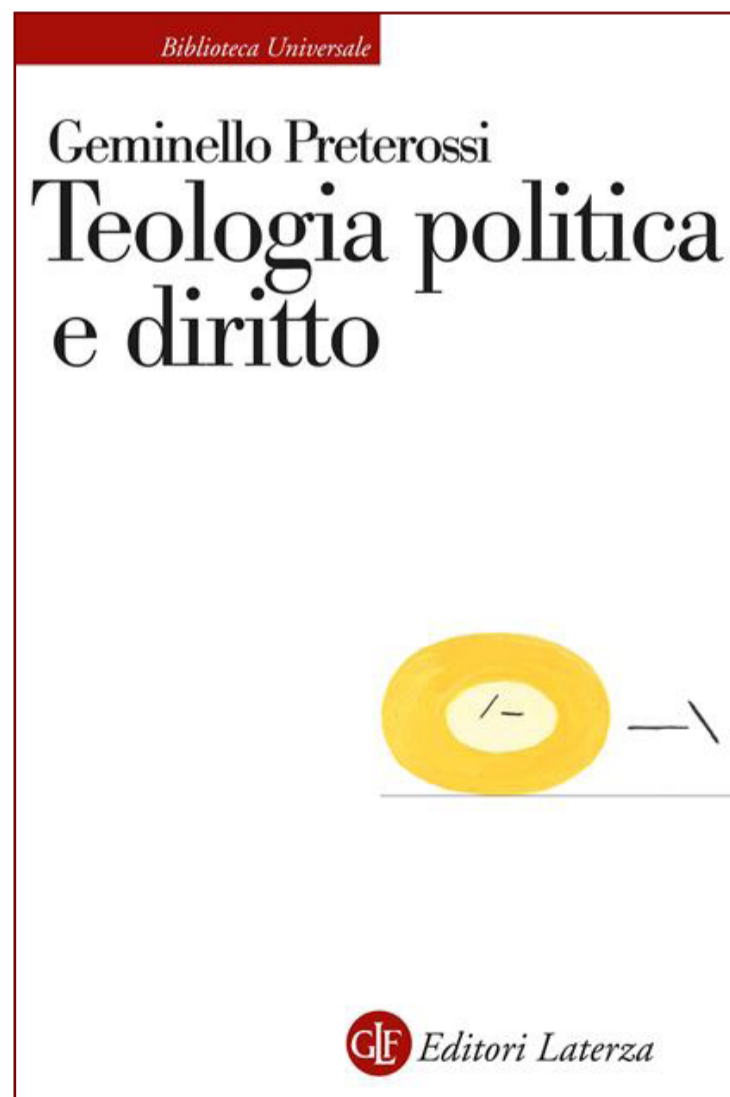 Biblioteca Universale
Geminello Preterossi
Teologia politica
e diritto
GLF Editori Laterza